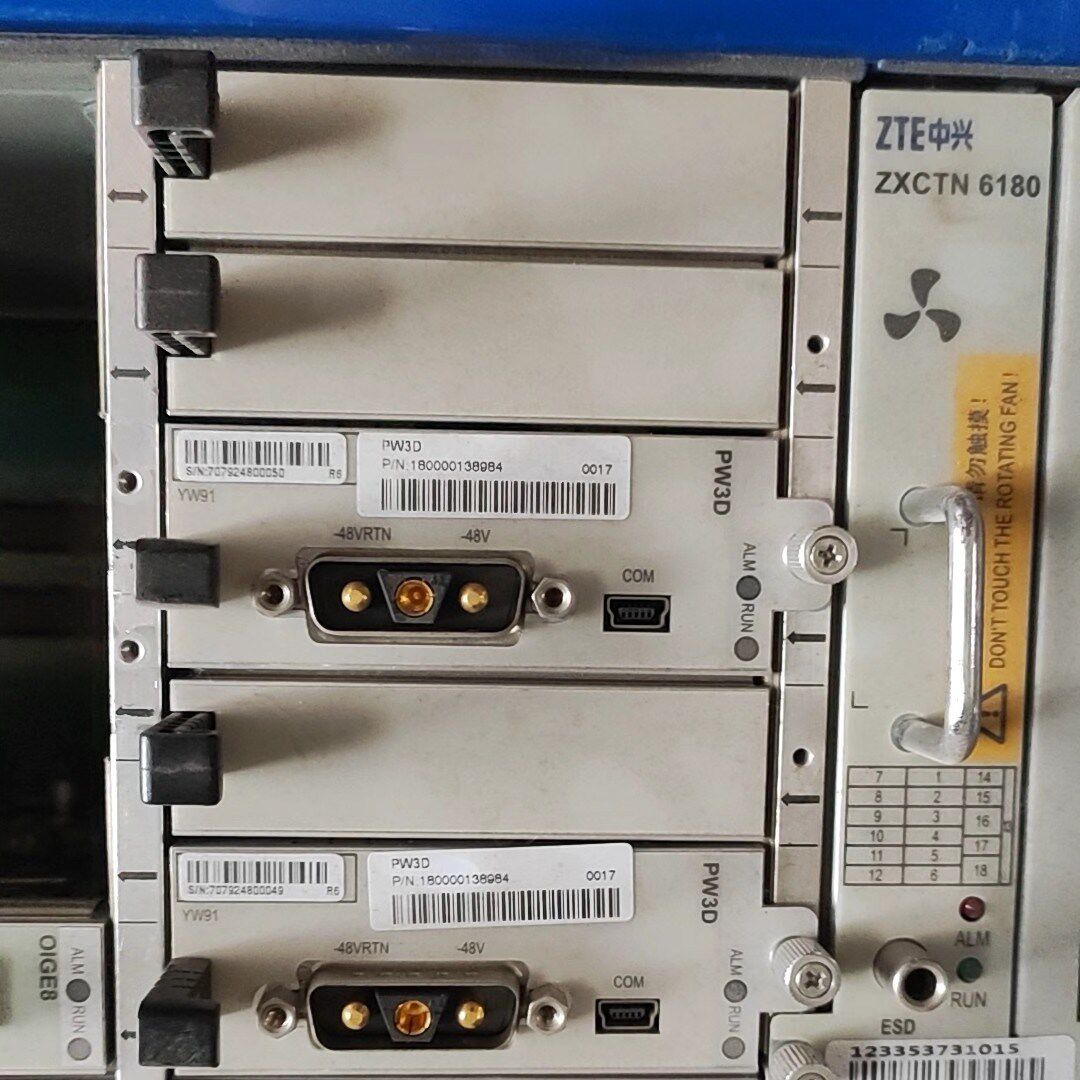 ZTE中兴
ZXCTN 6180
请勿触摸！
DON'T TOUCH THE ROTATING FAN !
S/N:707924800050 R6
YW91
PW3D
P/N:180000138984 0017
PW3D
-48VRTN -48V
COM
ALM
RUN
S/N:707924800049 R6
YW91
PW3D
P/N:180000138984 0017
PW3D
-48VRTN -48V
COM
ALM
RUN
OIGE8
ALM
RUN
7 1 14
8 2 15
9 3 16
10 4 17
11 5 18
12 6
13
ALM
RUN
ESD
123353731015